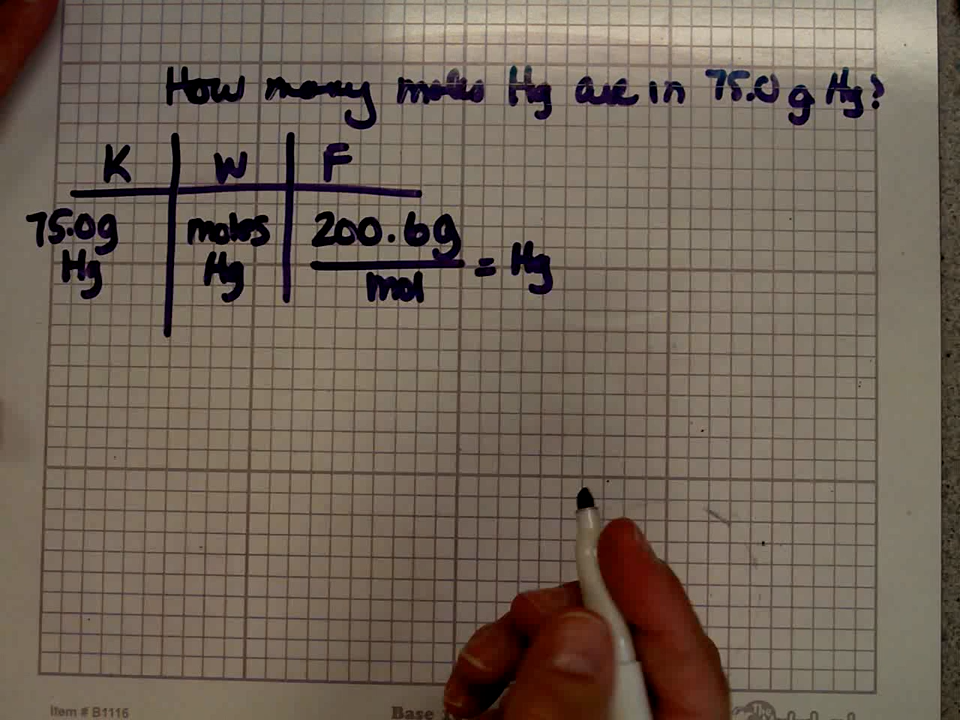 How many moles Hg are in 75.0 g Hg?
K W F
75.0g moles 200.6g
Hg Hg mol = Hg
Item # B1116 Base